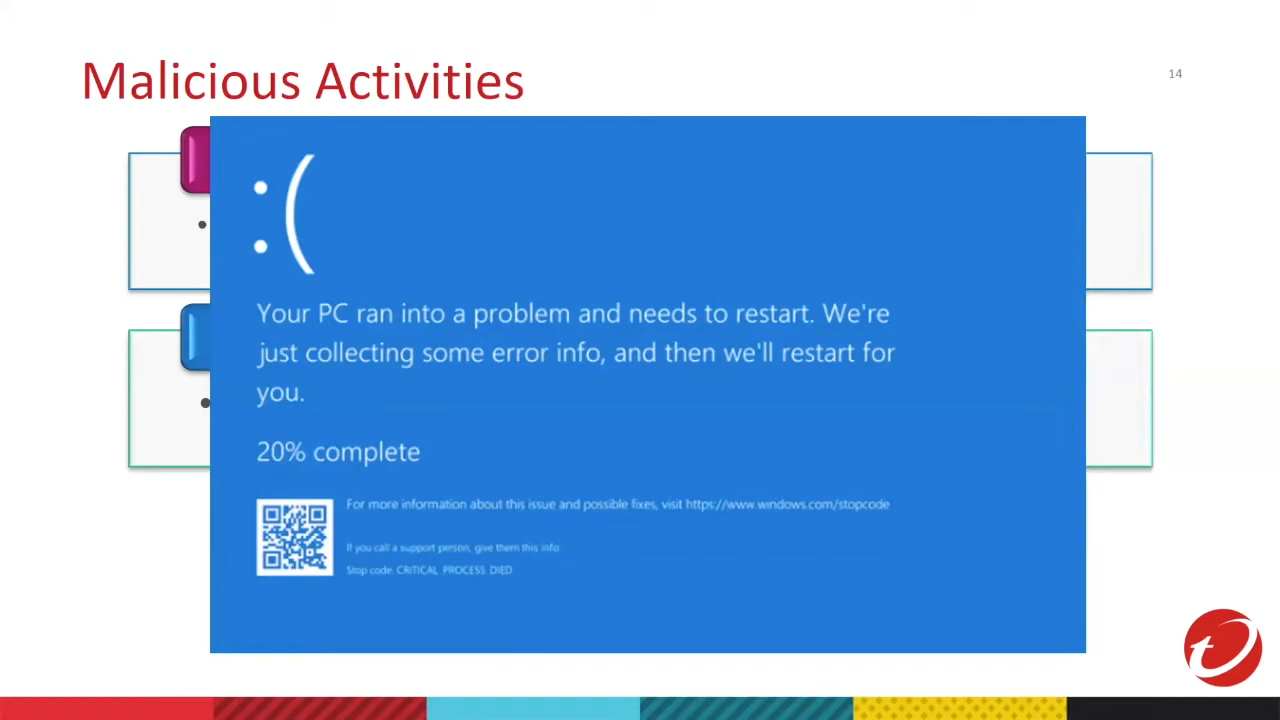 Malicious Activities
14
:(
Your PC ran into a problem and needs to restart. We're
just collecting some error info, and then we'll restart for
you.
20% complete
For more information about this issue and possible fixes, visit https://www.windows.com/stopcode
If you call a support person, give them this info
Stop code: CRITICAL PROCESS DIED